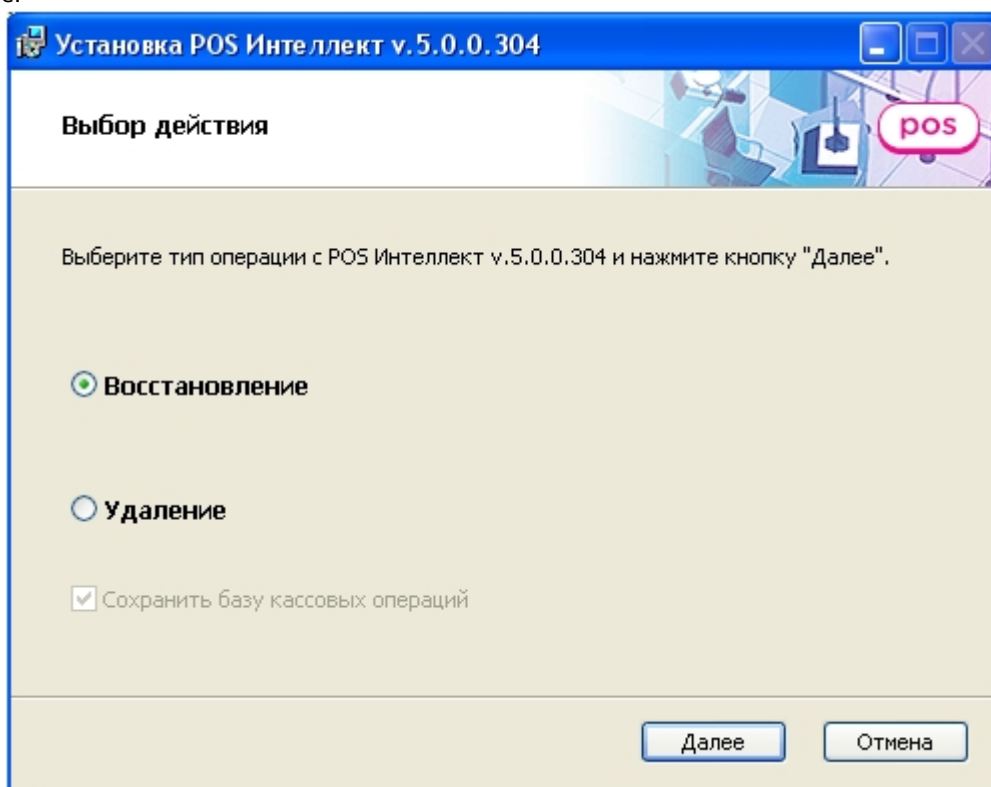 Установка POS Интеллект v.5.0.0.304
Выбор действия
pos
Выберите тип операции с POS Интеллект v.5.0.0.304 и нажмите кнопку "Далее".
Восстановление
Удаление
Сохранить базу кассовых операций
Далее
Отмена